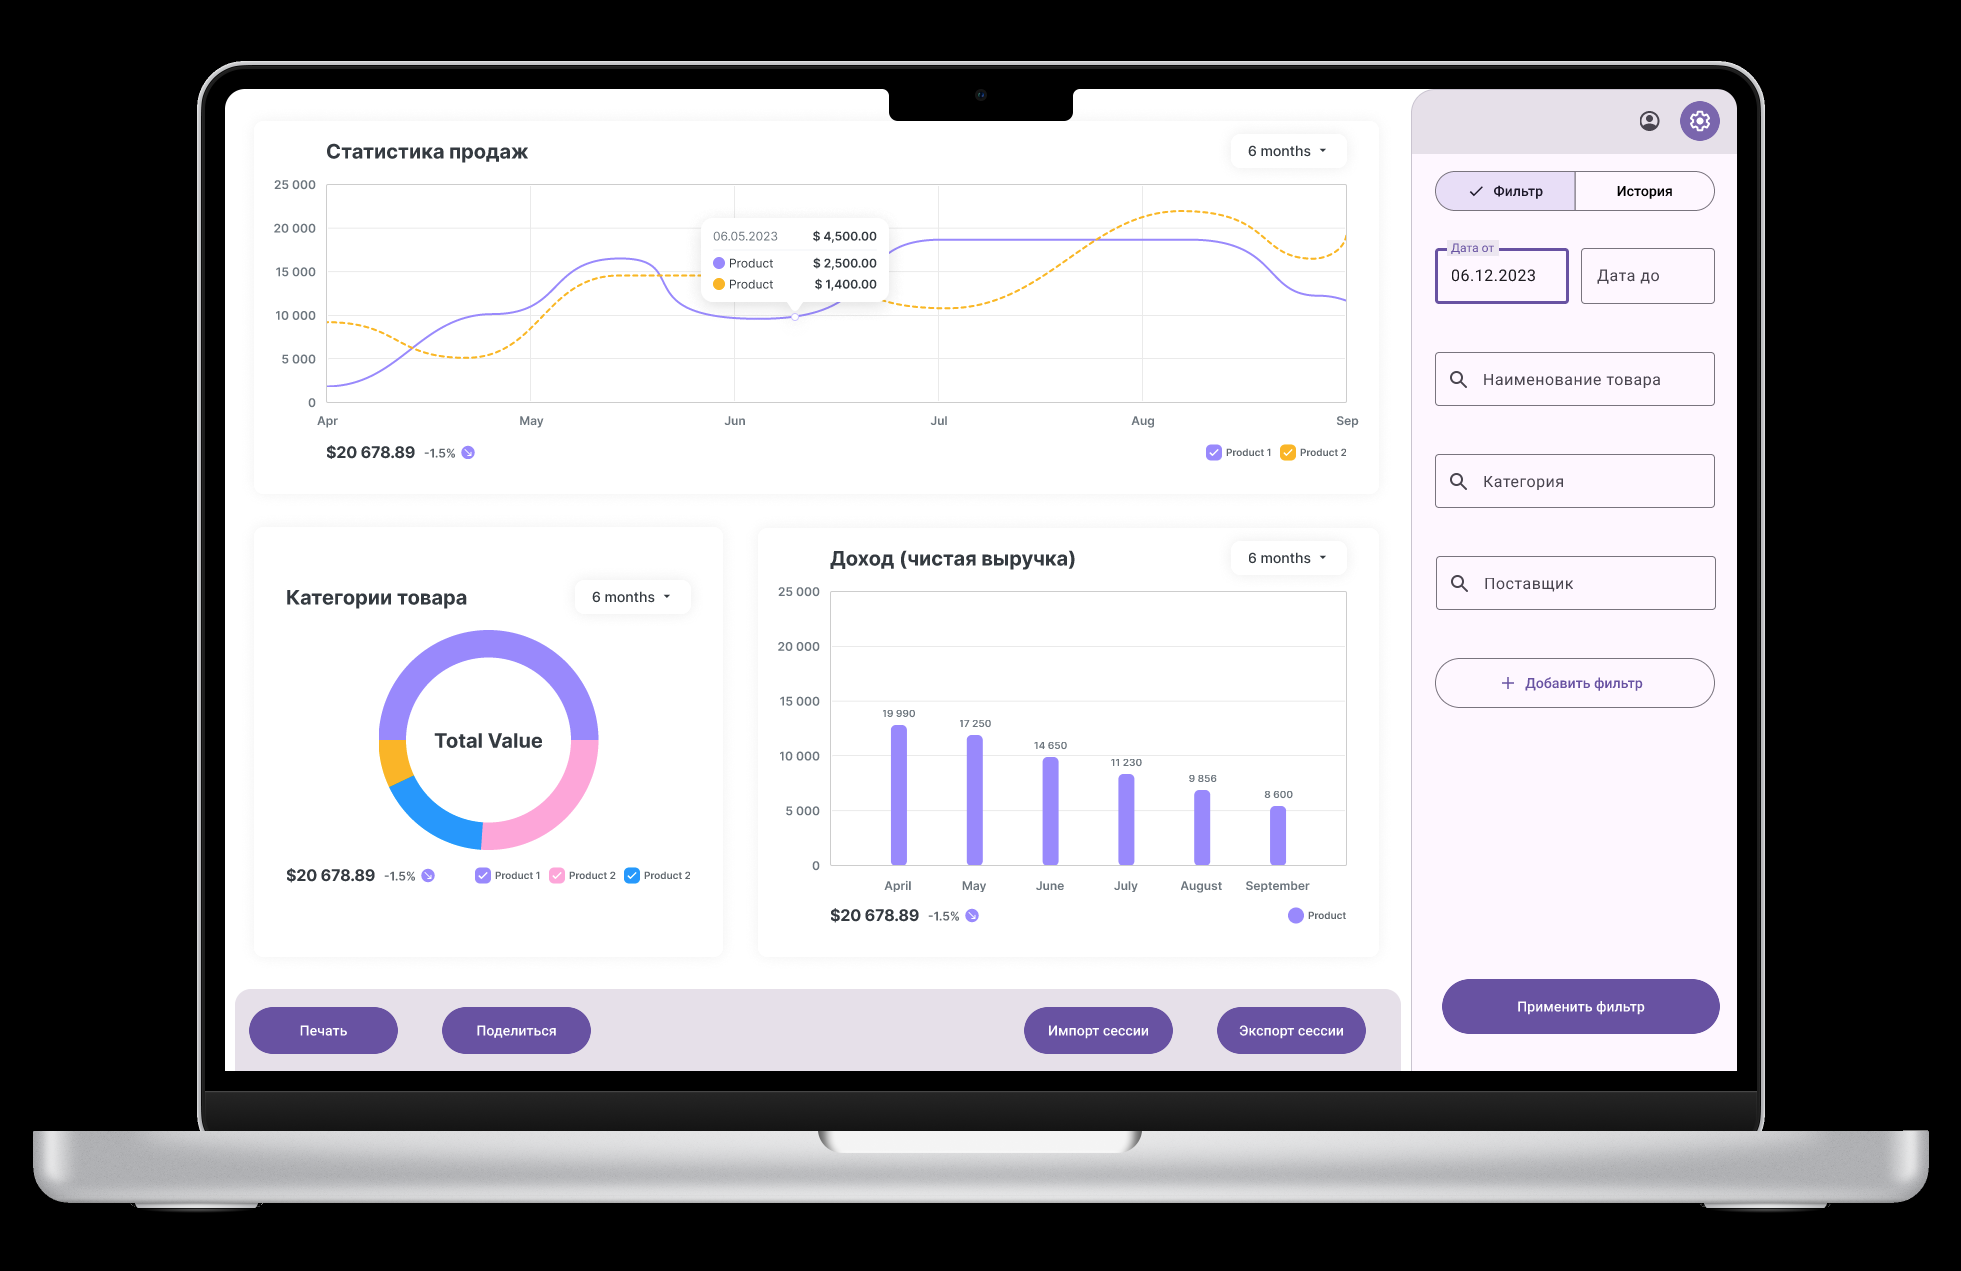 Статистика продаж
6 months
25 000
20 000
15 000
10 000
5 000
0
06.05.2023 $ 4,500.00
Product $ 2,500.00
Product $ 1,400.00
Apr May Jun Jul Aug Sep
$20 678.89 -1.5%
Product 1 Product 2
Категории товара
6 months
Total Value
$20 678.89 -1.5%
Product 1 Product 2 Product 2
Доход (чистая выручка)
6 months
25 000
20 000
15 000
10 000
5 000
0
19 990
17 250
14 650
11 230
9 856
8 600
April May June July August September
$20 678.89 -1.5%
Product
Печать
Поделиться
Импорт сессии
Экспорт сессии
Фильтр
История
Дата от
06.12.2023
Дата до
Наименование товара
Категория
Поставщик
Добавить фильтр
Применить фильтр